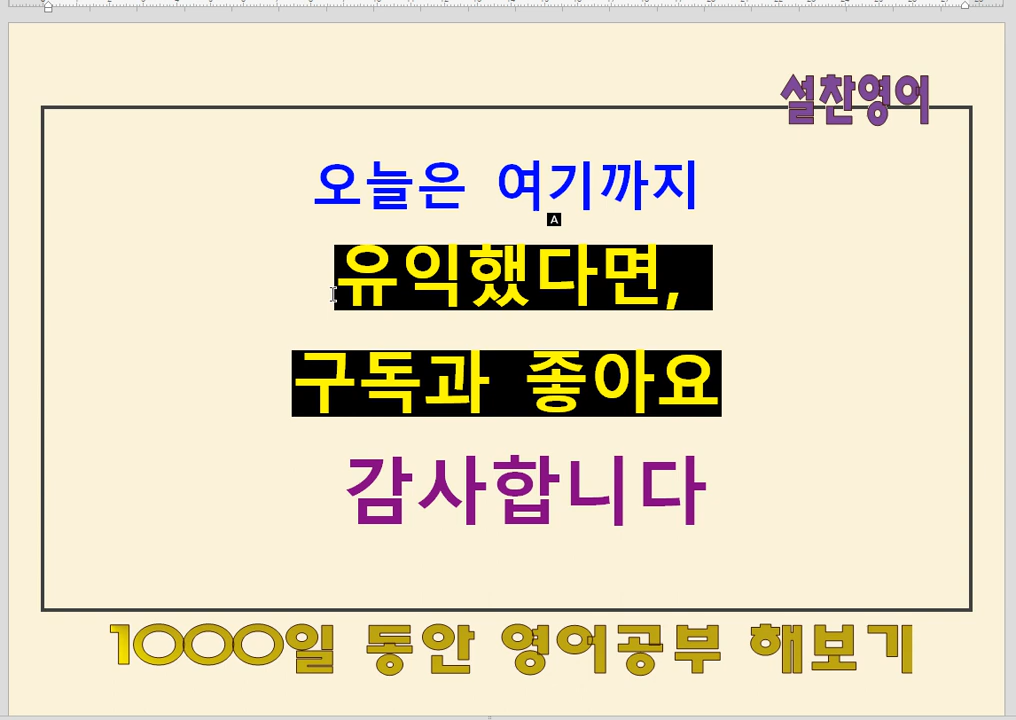 설찬영어
오늘은 여기까지
A
유익했다면,
구독과 좋아요
감사합니다
1000일 동안 영어공부 해보기